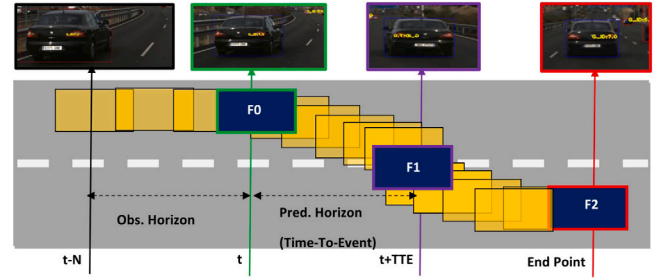 F0
F1
F2
Obs. Horizon
Pred. Horizon
(Time-To-Event)
t-N
t
t+TTE
End Point